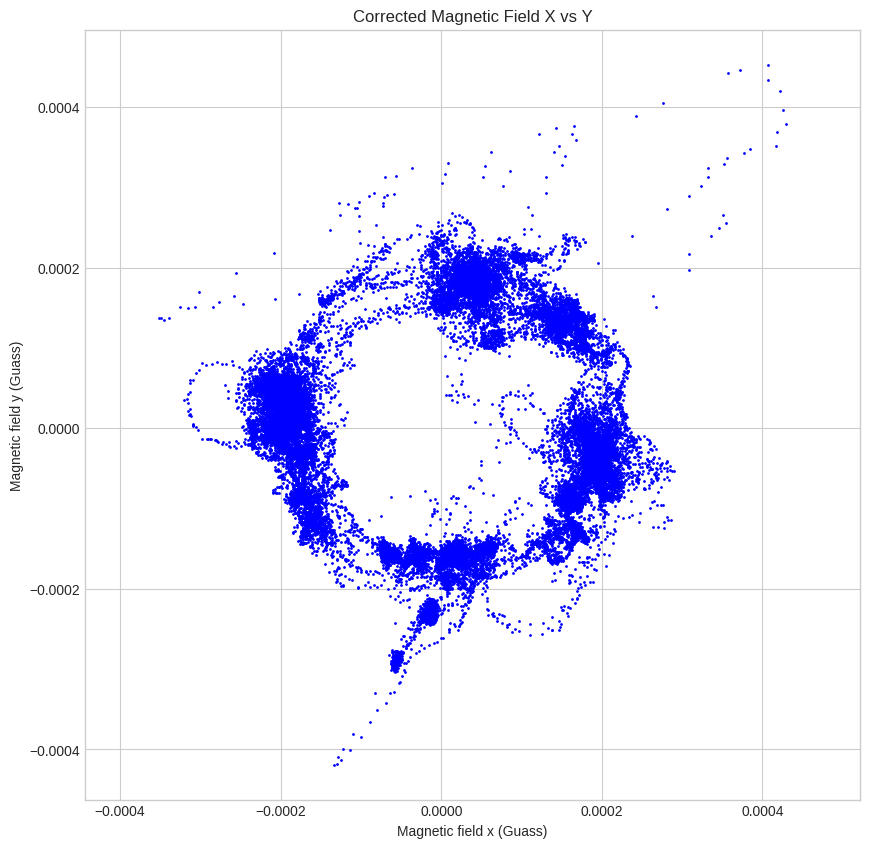 Corrected Magnetic Field X vs Y
0.0004
0.0002
0.0000
−0.0002
−0.0004
Magnetic field y (Guass)
−0.0004 −0.0002 0.0000 0.0002 0.0004
Magnetic field x (Guass)